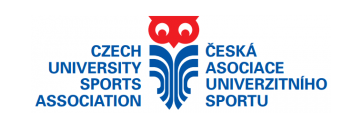 CZECH
UNIVERSITY
SPORTS
ASSOCIATION
ČESKÁ
ASOCIACE
UNIVERZITNÍHO
SPORTU